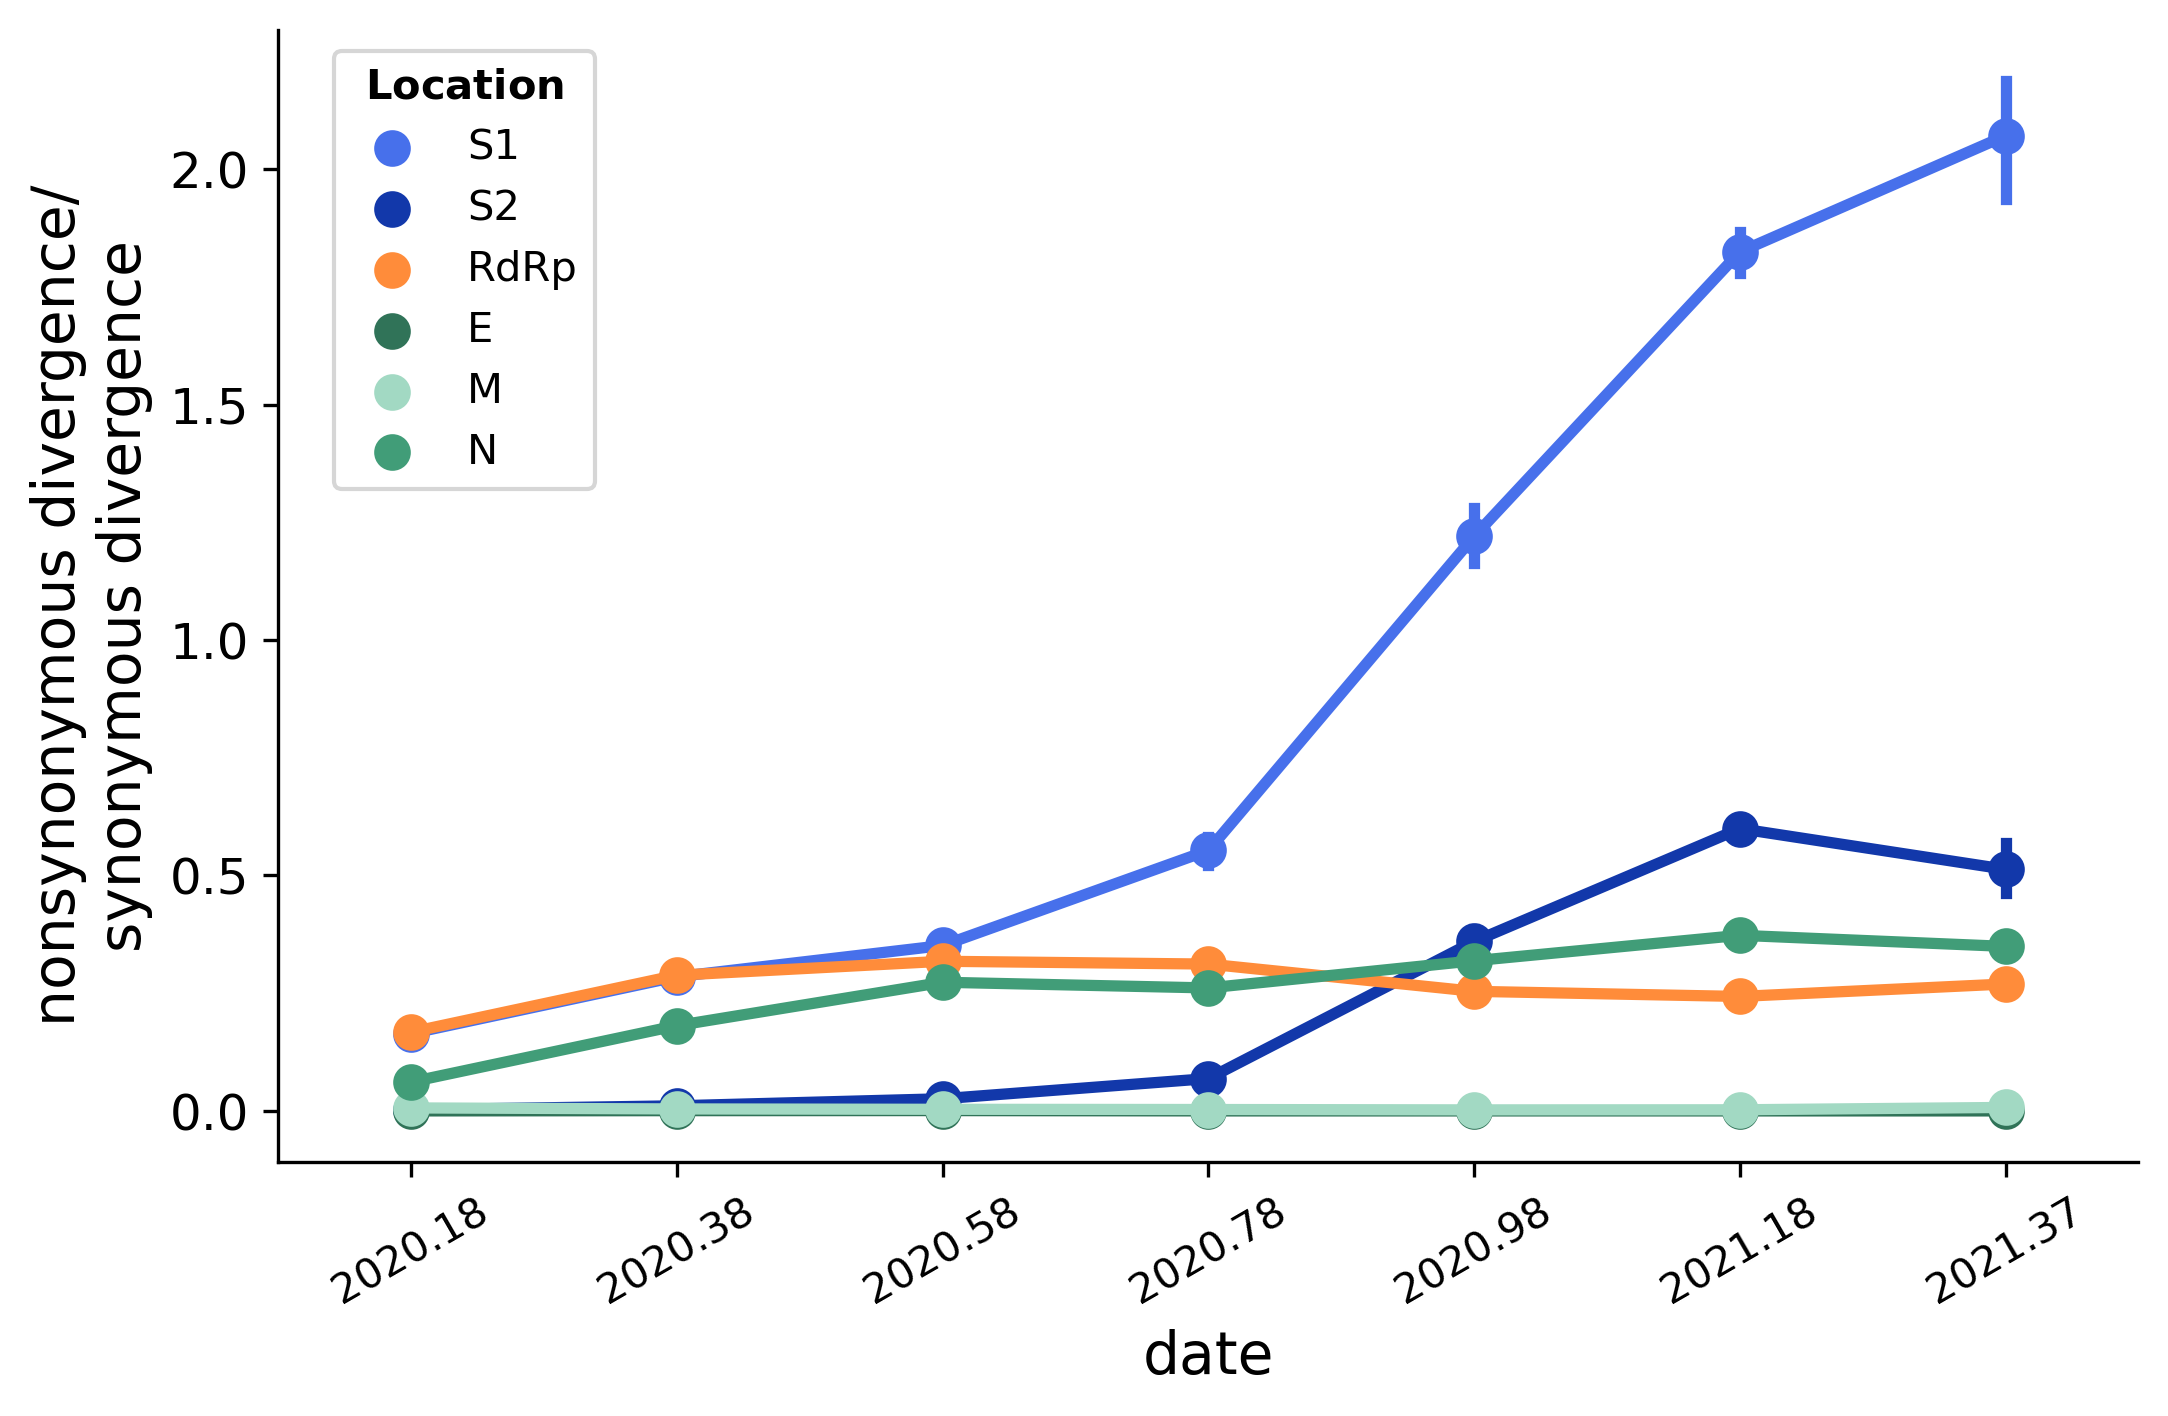 Location
S1
S2
RdRp
E
M
N
nonsynonymous divergence/
synonymous divergence
2.0
1.5
1.0
0.5
0.0
2020.18
2020.38
2020.58
2020.78
2020.98
2021.18
2021.37
date